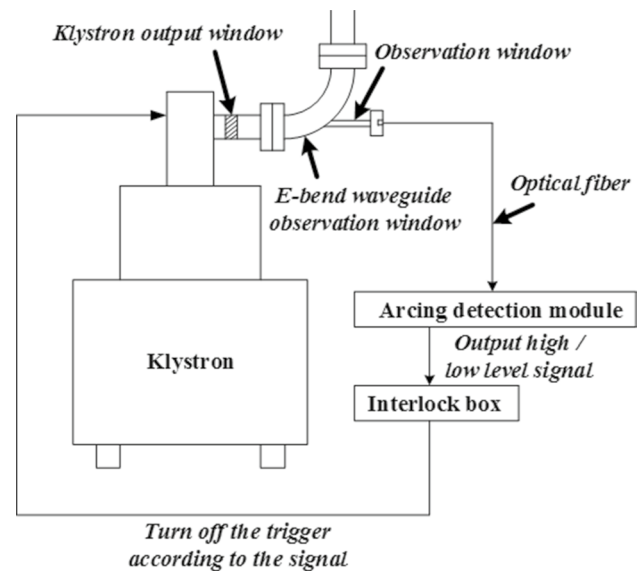 Klystron output window
Observation window
E-bend waveguide
observation window
Optical fiber
Arcing detection module
Output high /
low level signal
Klystron
Interlock box
Turn off the trigger
according to the signal